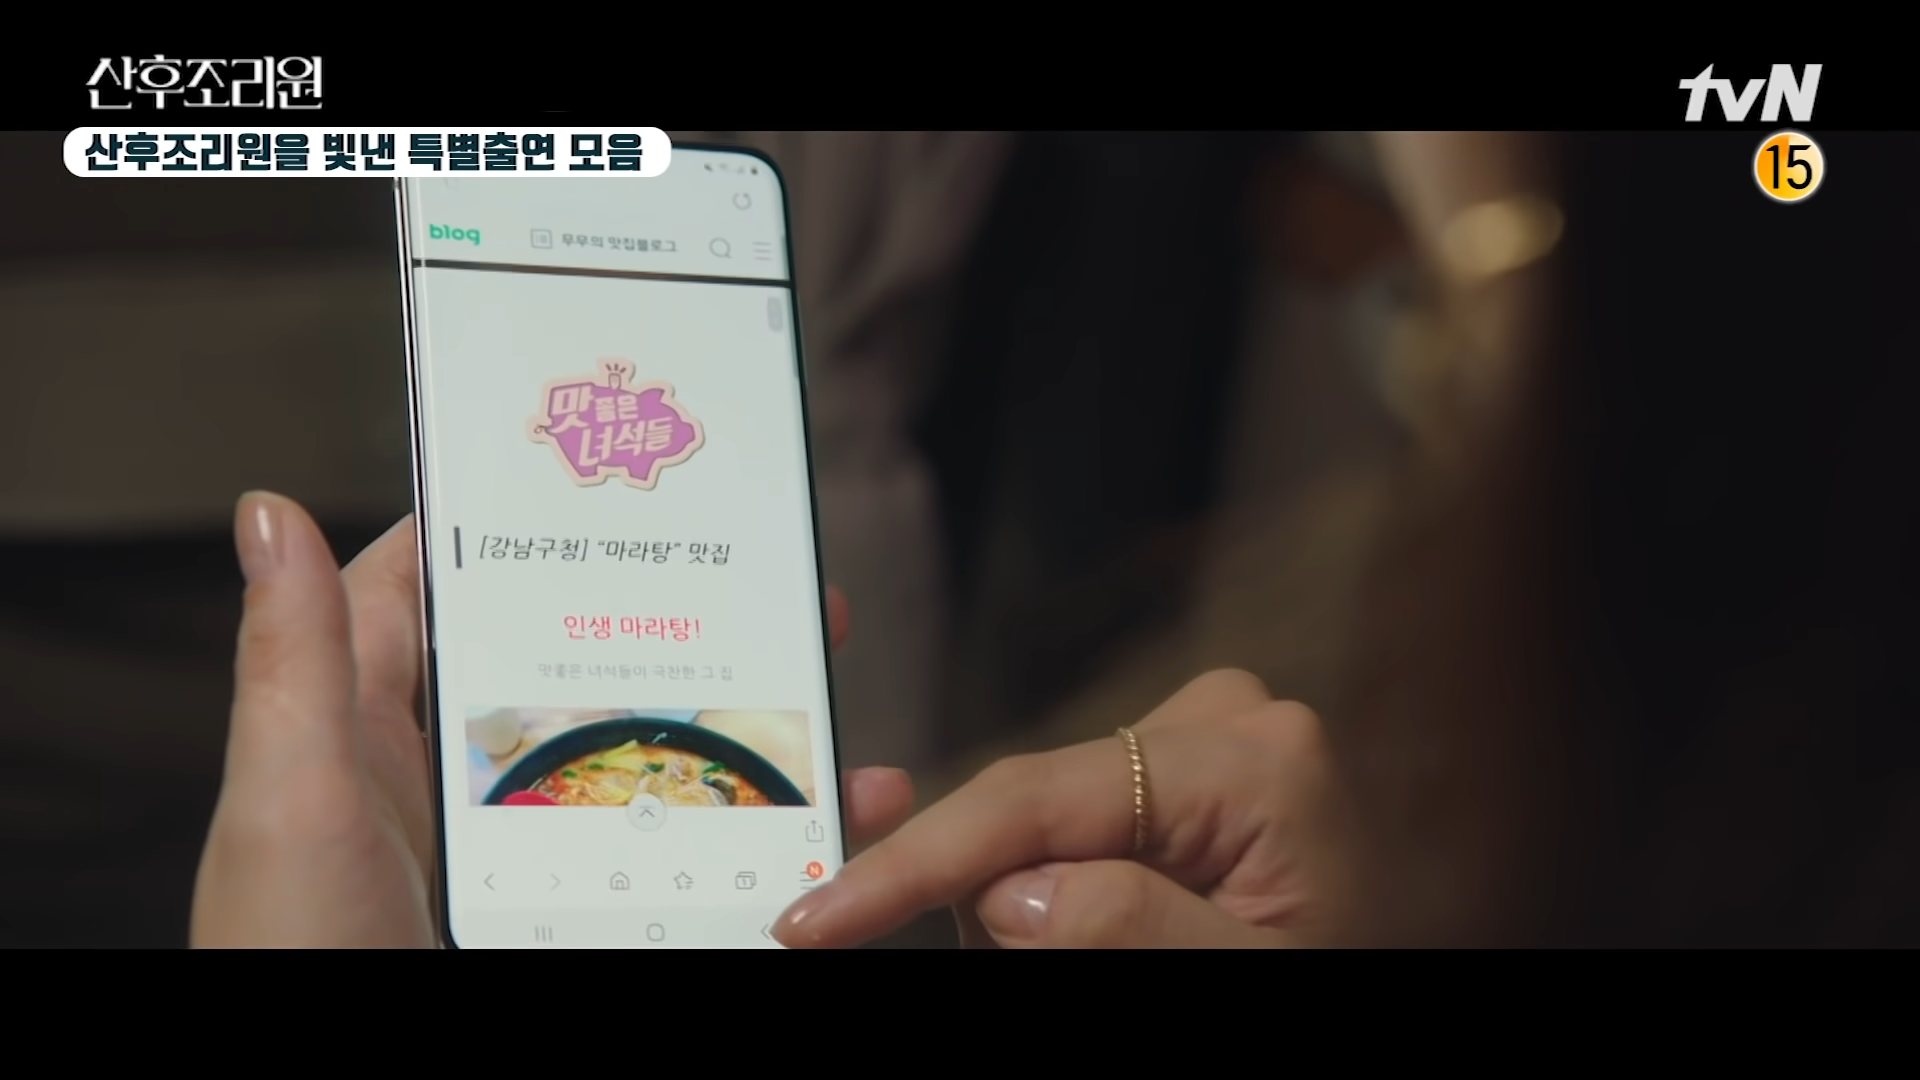 산후조리원
tvN
산후조리원을 빛낸 특별출연 모음
15
blog
무무의 맛집블로그
맛좋은
녀석들
[강남구청] “마라탕” 맛집
인생 마라탕!
맛좋은 녀석들이 극찬한 그 집
N